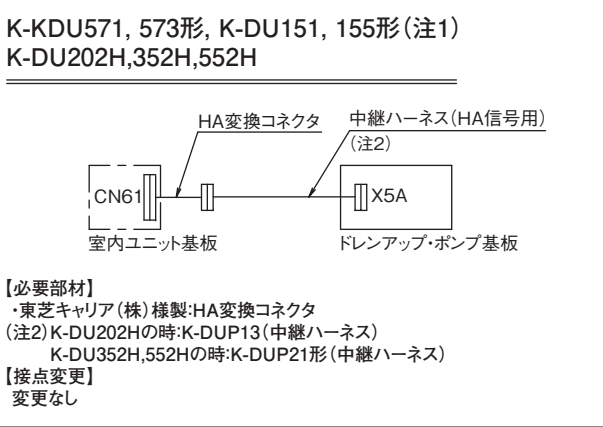 K-KDU571, 573形, K-DU151, 155形（注1）
K-DU202H,352H,552H
HA変換コネクタ
中継ハーネス（HA信号用）
（注2）
CN61
X5A
室内ユニット基板
ドレンアップ・ポンプ基板
【必要部材】
・東芝キャリア（株）様製:HA変換コネクタ
（注2）K-DU202Hの時:K-DUP13（中継ハーネス）
K-DU352H,552Hの時:K-DUP21形（中継ハーネス）
【接点変更】
変更なし